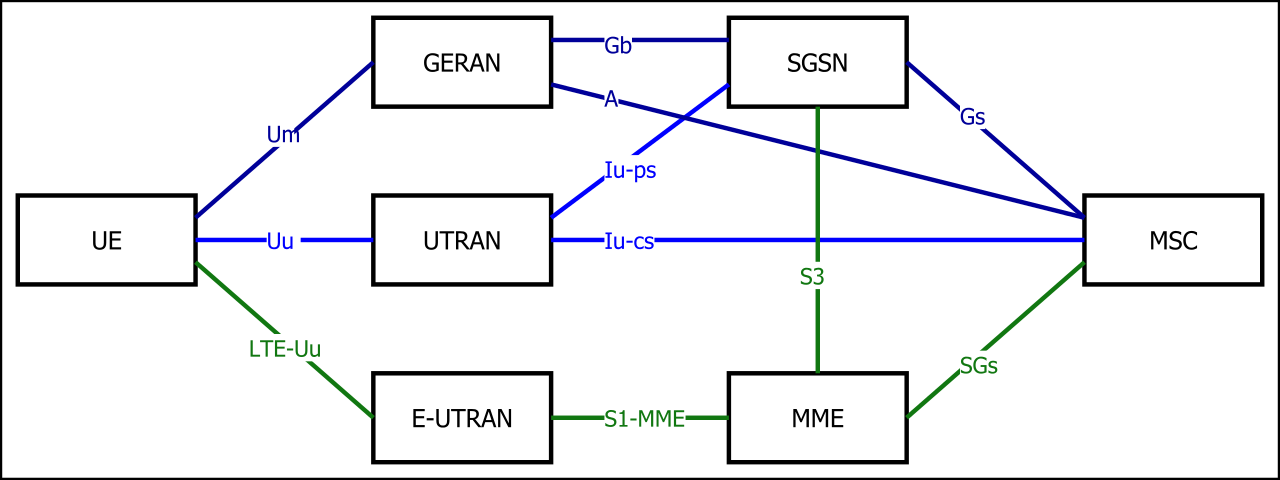 GERAN
Gb
SGSN
A
Um
Gs
Iu-ps
UE
Uu
UTRAN
Iu-cs
MSC
S3
LTE-Uu
SGs
E-UTRAN
S1-MME
MME